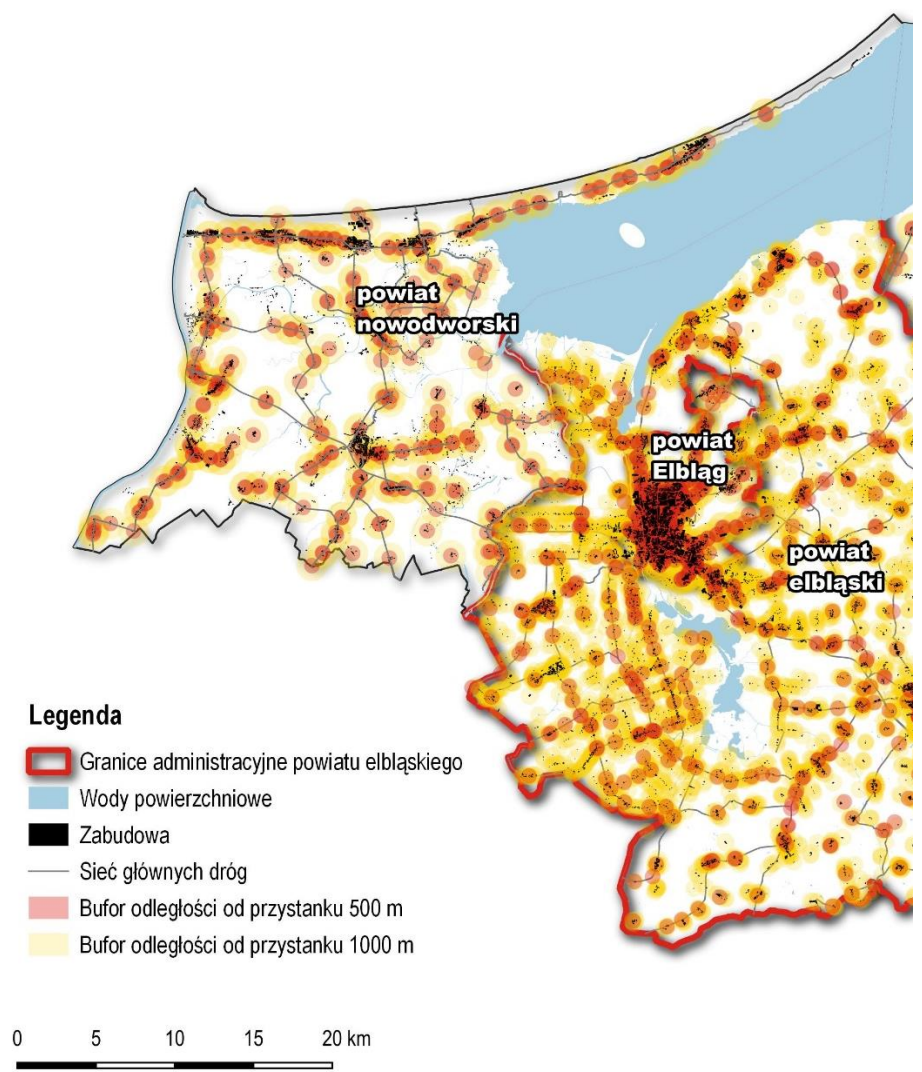 powiat
nowodworski
powiat
Elbląg
powiat
elbląski
Legenda
Granice administracyjne powiatu elbląskiego
Wody powierzchniowe
Zabudowa
Sieć głównych dróg
Bufor odległości od przystanku 500 m
Bufor odległości od przystanku 1000 m
0 5 10 15 20 km